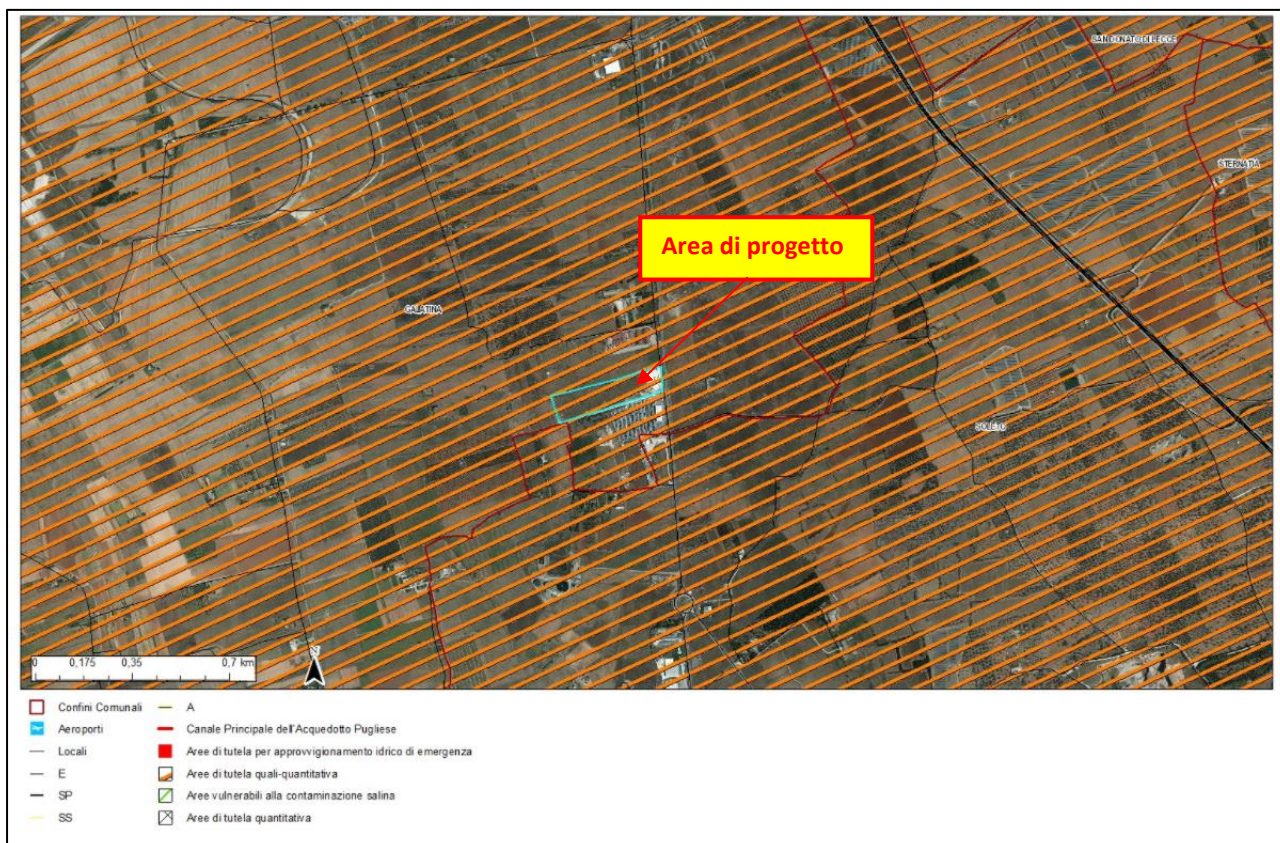 SAN DONATO DI LECCE
STERNATIA
Area di progetto
GALATINA
SOLETO
0 0,175 0,35 0,7 km
Confini Comunali
Aeroporti
Locali
E
SP
SS
A
Canale Principale dell'Acquedotto Pugliese
Aree di tutela per approvvigionamento idrico di emergenza
Aree di tutela quali-quantitativa
Aree vulnerabili alla contaminazione salina
Aree di tutela quantitativa